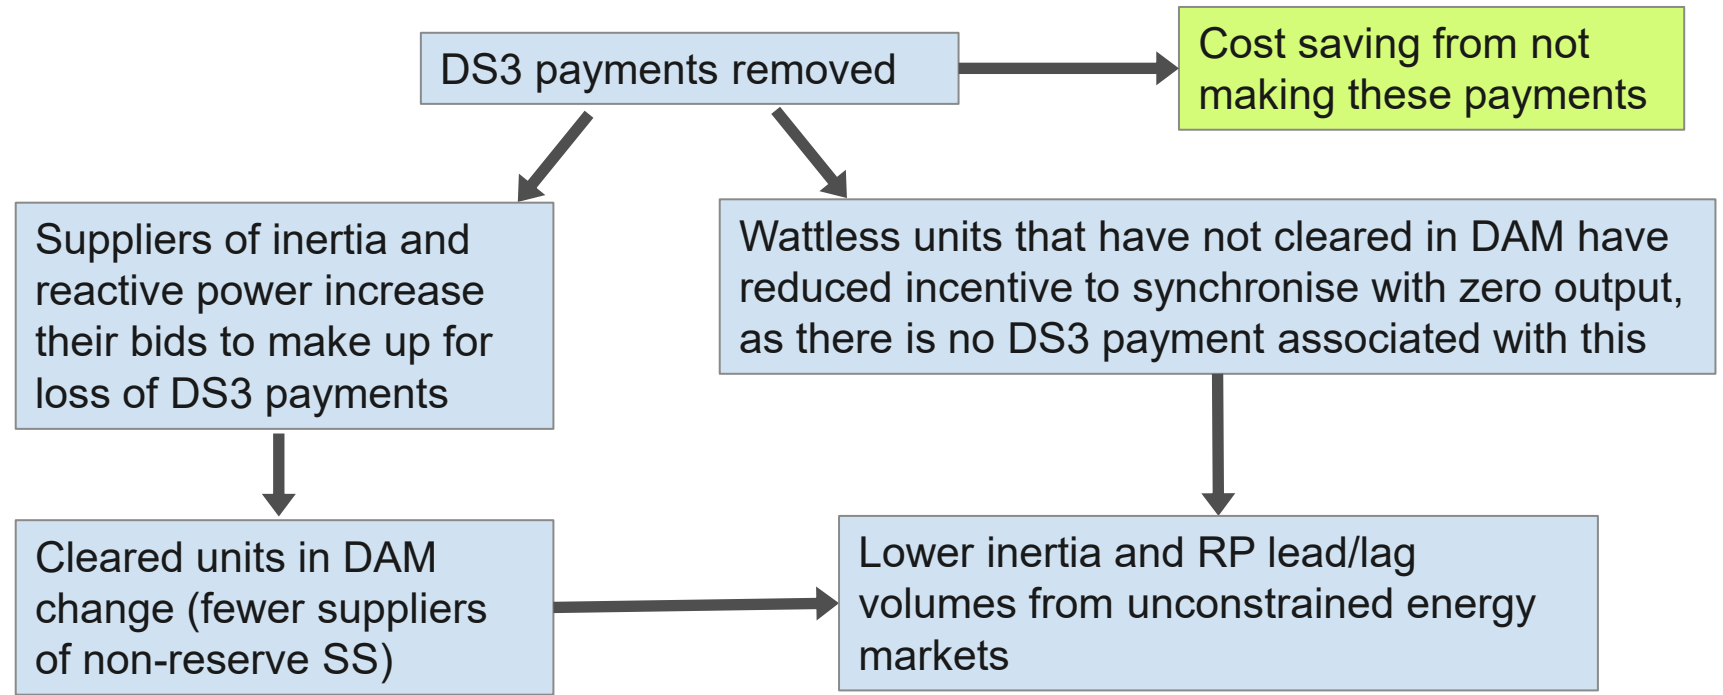 DS3 payments removed
Cost saving from not
making these payments
Suppliers of inertia and
reactive power increase
their bids to make up for
loss of DS3 payments
Wattless units that have not cleared in DAM have
reduced incentive to synchronise with zero output,
as there is no DS3 payment associated with this
Cleared units in DAM
change (fewer suppliers
of non-reserve SS)
Lower inertia and RP lead/lag
volumes from unconstrained energy
markets